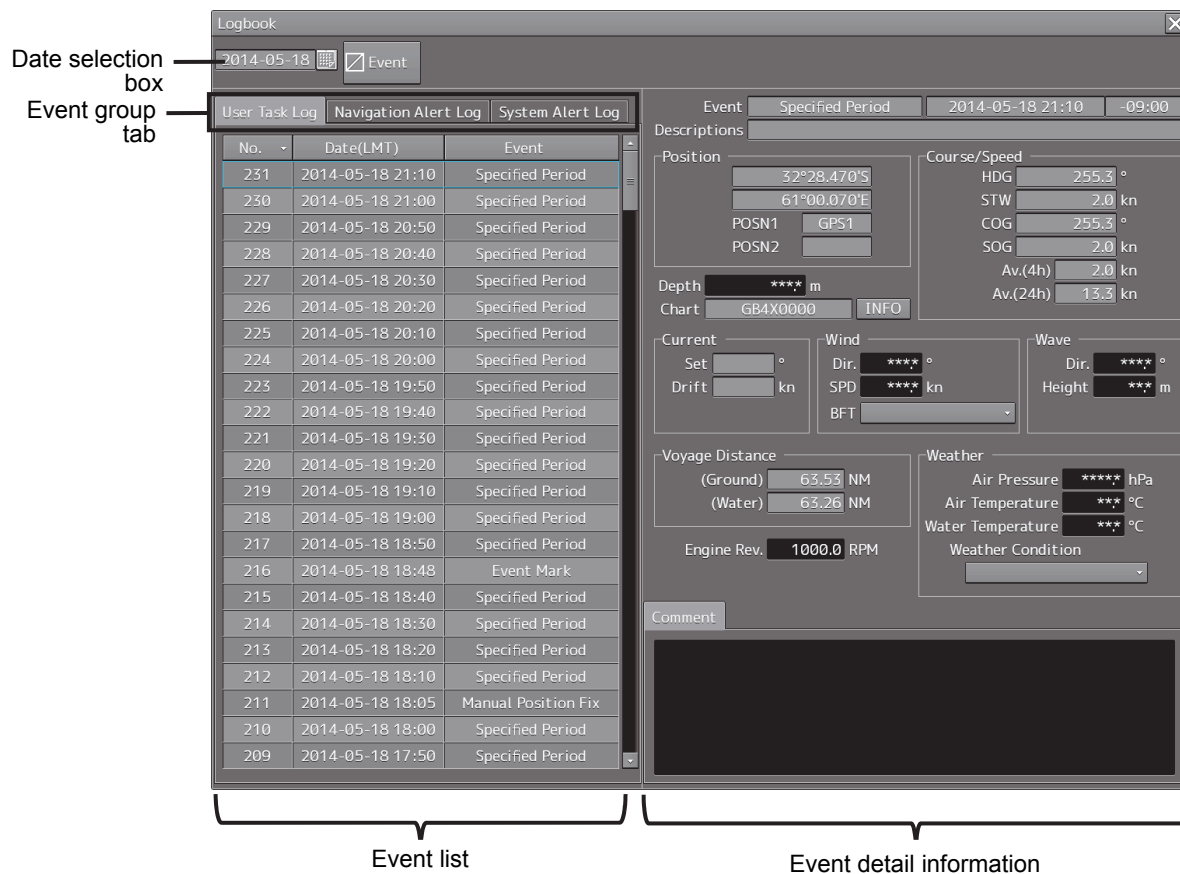 Logbook
Date selection
box
2014-05-18
Event
Event group
tab
User Task Log
Navigation Alert Log
System Alert Log
No. Date(LMT) Event
231 2014-05-18 21:10 Specified Period
230 2014-05-18 21:00 Specified Period
229 2014-05-18 20:50 Specified Period
228 2014-05-18 20:40 Specified Period
227 2014-05-18 20:30 Specified Period
226 2014-05-18 20:20 Specified Period
225 2014-05-18 20:10 Specified Period
224 2014-05-18 20:00 Specified Period
223 2014-05-18 19:50 Specified Period
222 2014-05-18 19:40 Specified Period
221 2014-05-18 19:30 Specified Period
220 2014-05-18 19:20 Specified Period
219 2014-05-18 19:10 Specified Period
218 2014-05-18 19:00 Specified Period
217 2014-05-18 18:50 Specified Period
216 2014-05-18 18:48 Event Mark
215 2014-05-18 18:40 Specified Period
214 2014-05-18 18:30 Specified Period
213 2014-05-18 18:20 Specified Period
212 2014-05-18 18:10 Specified Period
211 2014-05-18 18:05 Manual Position Fix
210 2014-05-18 18:00 Specified Period
209 2014-05-18 17:50 Specified Period
Event Specified Period 2014-05-18 21:10 -09:00
Descriptions
Position
32°28.470'S
61°00.070'E
POSN1 GPS1
POSN2
Depth ***.* m
Chart GB4X0000 INFO
Course/Speed
HDG 255.3 °
STW 2.0 kn
COG 255.3 °
SOG 2.0 kn
Av.(4h) 2.0 kn
Av.(24h) 13.3 kn
Current
Set °
Drift kn
Wind
Dir. ***.* °
SPD ***.* kn
BFT
Wave
Dir. ***.* °
Height **.* m
Voyage Distance
(Ground) 63.53 NM
(Water) 63.26 NM
Engine Rev. 1000.0 RPM
Weather
Air Pressure ****.* hPa
Air Temperature **.* °C
Water Temperature **.* °C
Weather Condition
Comment
Event list
Event detail information